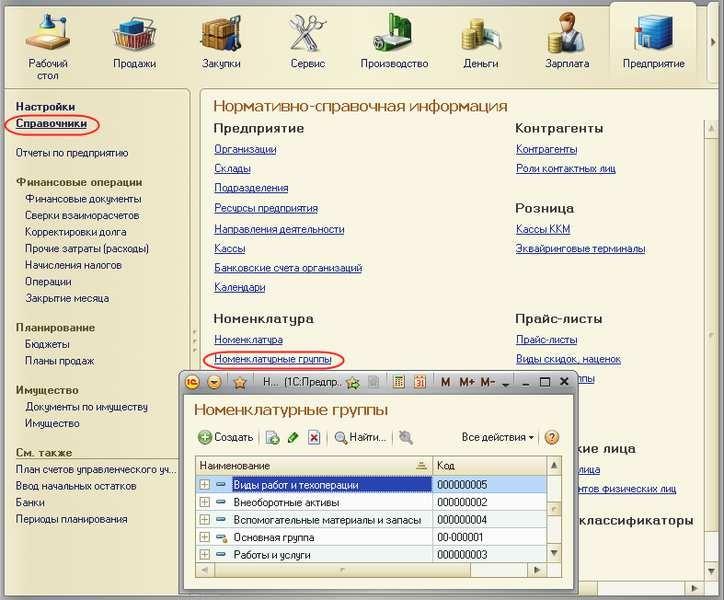 Рабочий стол
Продажи
Закупки
Сервис
Производство
Деньги
Зарплата
Предприятие
Настройки
Справочники
Отчеты по предприятию
Финансовые операции
Финансовые документы
Сверки взаиморасчетов
Корректировки долга
Прочие затраты (расходы)
Начисления налогов
Операции
Закрытие месяца
Планирование
Бюджеты
Планы продаж
Имущество
Документы по имуществу
Имущество
См. также
План счетов управленческого уч...
Ввод начальных остатков
Банки
Периоды планирования
Нормативно-справочная информация
Предприятие
Организации
Склады
Подразделения
Ресурсы предприятия
Направления деятельности
Кассы
Банковские счета организаций
Календари
Номенклатура
Номенклатура
Номенклатурные группы
Контрагенты
Контрагенты
Роли контактных лиц
Розница
Кассы ККМ
Эквайринговые терминалы
Прайс-листы
Прайс-листы
Виды скидок, наценок
ппы
кие лица
лица
нтов физических лиц
классификаторы
1С Н... (1С:Предпр... 31 M M+ M-
Номенклатурные группы
Создать Найти... Все действия ?
Наименование Код
Виды работ и техоперации 000000005
Внеоборотные активы 000000002
Вспомогательные материалы и запасы 000000004
Основная группа 00-000001
Работы и услуги 000000003